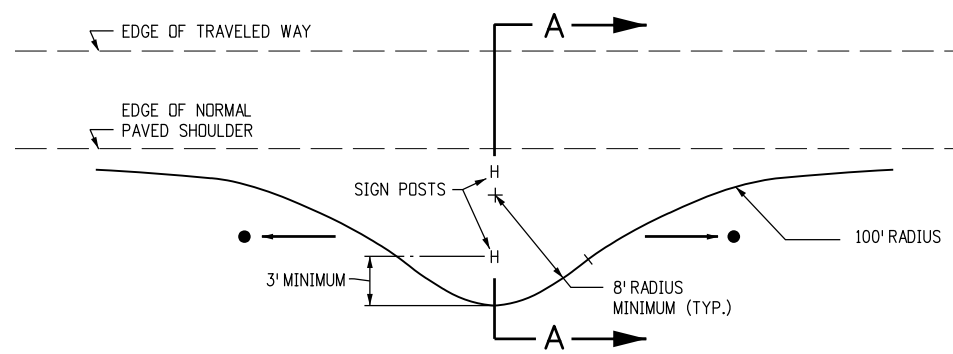 A
EDGE OF TRAVELED WAY
EDGE OF NORMAL
PAVED SHOULDER
H
SIGN POSTS
100' RADIUS
H
3' MINIMUM
8' RADIUS
MINIMUM (TYP.)
A